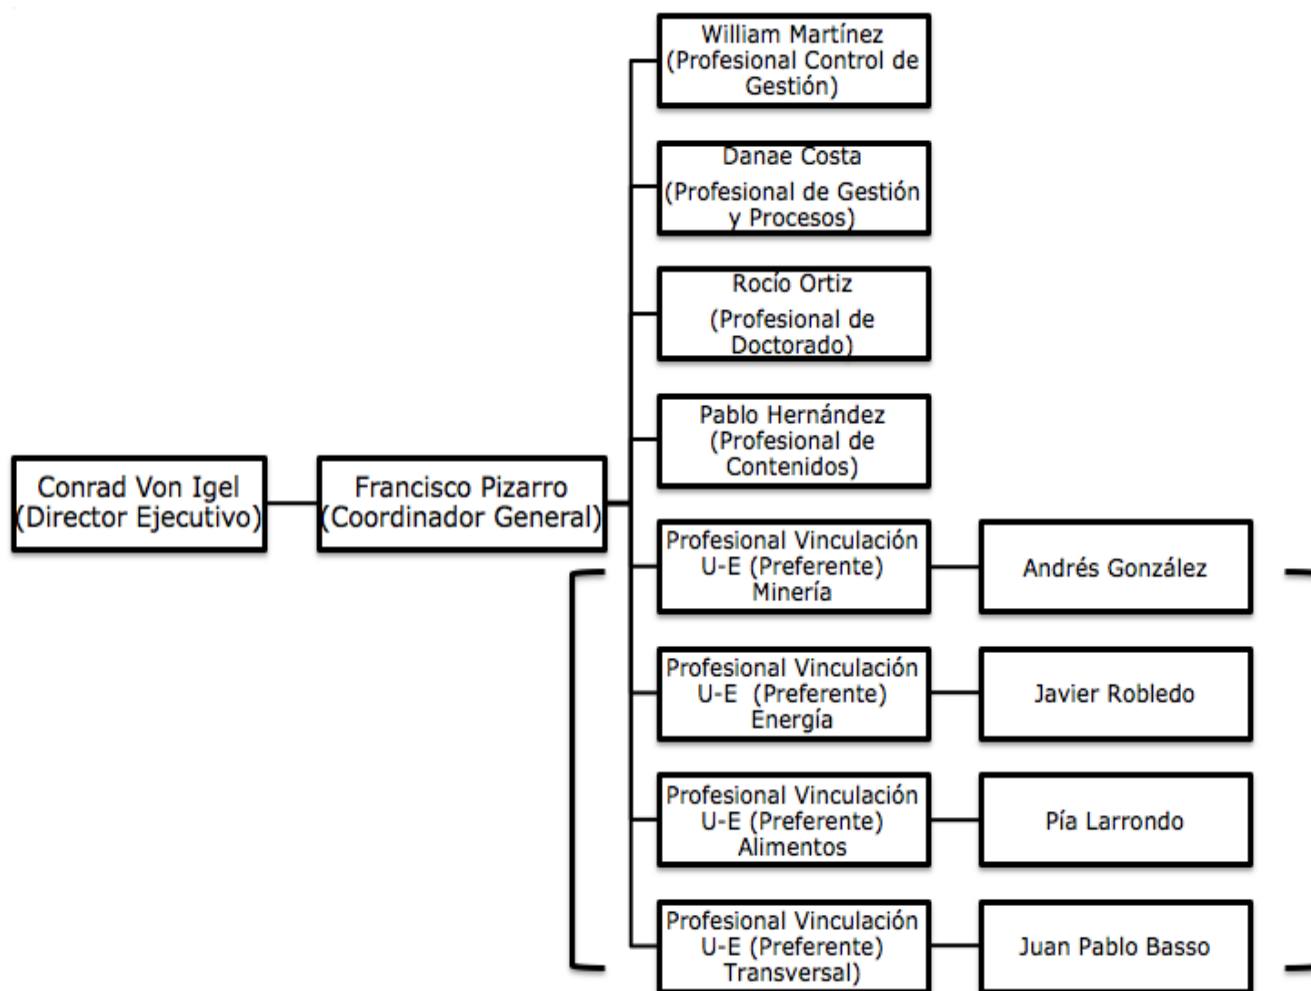 William Martínez
(Profesional Control de
Gestión)
Danae Costa
(Profesional de Gestión
y Procesos)
Rocío Ortiz
(Profesional de
Doctorado)
Pablo Hernández
(Profesional de
Contenidos)
Conrad Von Igel
(Director Ejecutivo)
Francisco Pizarro
(Coordinador General)
Profesional Vinculación
U-E (Preferente)
Minería
Andrés González
Profesional Vinculación
U-E (Preferente)
Energía
Javier Robledo
Profesional Vinculación
U-E (Preferente)
Alimentos
Pía Larrondo
Profesional Vinculación
U-E (Preferente)
Transversal)
Juan Pablo Basso